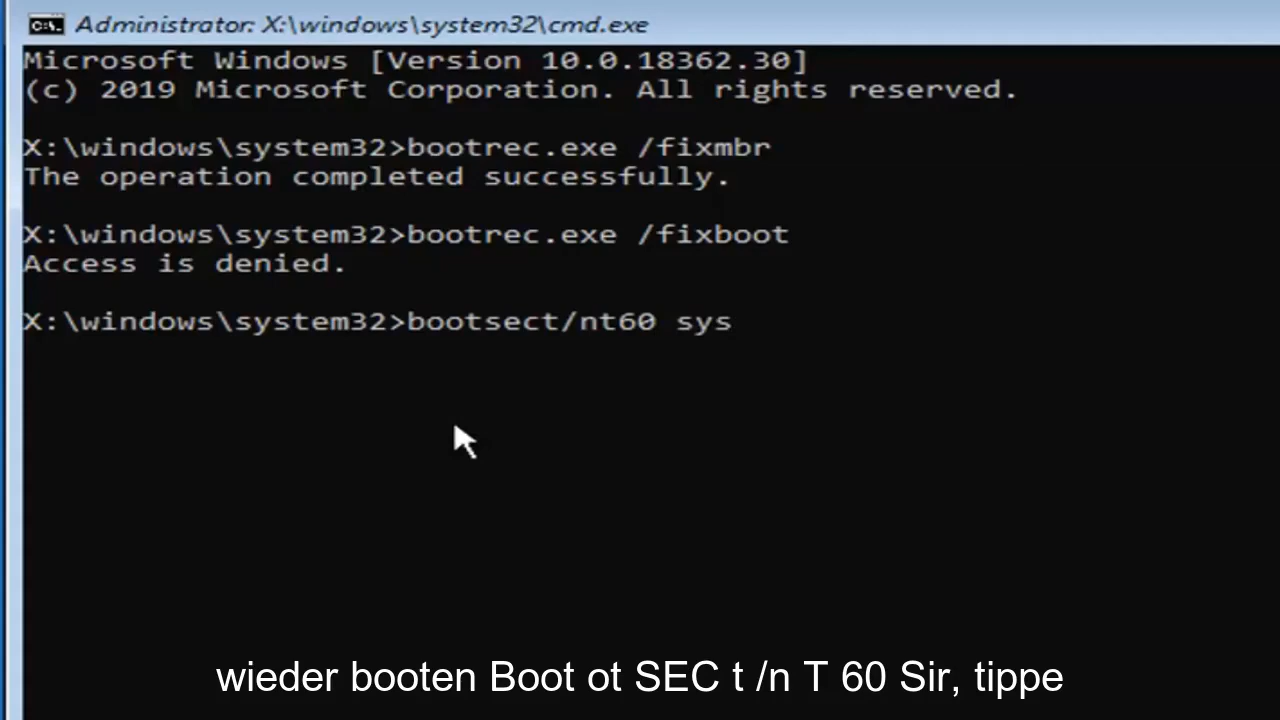 Administrator: X:\windows\system32\cmd.exe
Microsoft Windows [Version 10.0.18362.30]
(c) 2019 Microsoft Corporation. All rights reserved.
X:\windows\system32>bootrec.exe /fixmbr
The operation completed successfully.
X:\windows\system32>bootrec.exe /fixboot
Access is denied.
X:\windows\system32>bootsect/nt60 sys
wieder booten Boot ot SEC t /n T 60 Sir, tippe